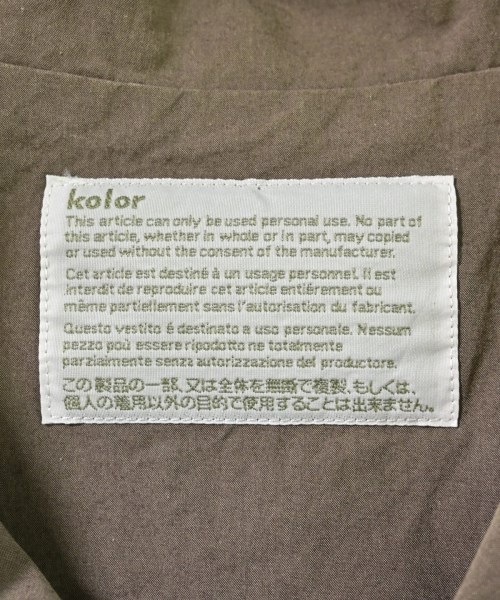 kolor
This article can only be used personal use. No part of
this article, whether in whole or in part, may copied
or used without the consent of the manufacturer.
Cet article est destiné à un usage personnel. Il est
interdit de reproduire cet article entiérement ou
même partiellement sans l'autorisation du fabricant.
Questo vestito é destinato a uso personale. Nessun
pezzo poù essere ripodotto ne totalmente
parzialmente senza autorizzazione del productore.
この製品の一部、又は全体を無断で複製、もしくは、
個人の着用以外の目的で使用することは出来ません。